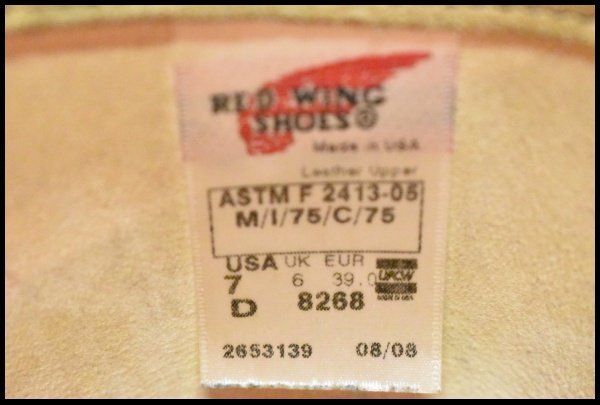 RED WING
SHOES®
Made in USA
Leather Upper
ASTM F 2413-05
M/I/75/C/75
USA UK EUR
7 6 39.0
D 8268
UFCW
2653139 08/08